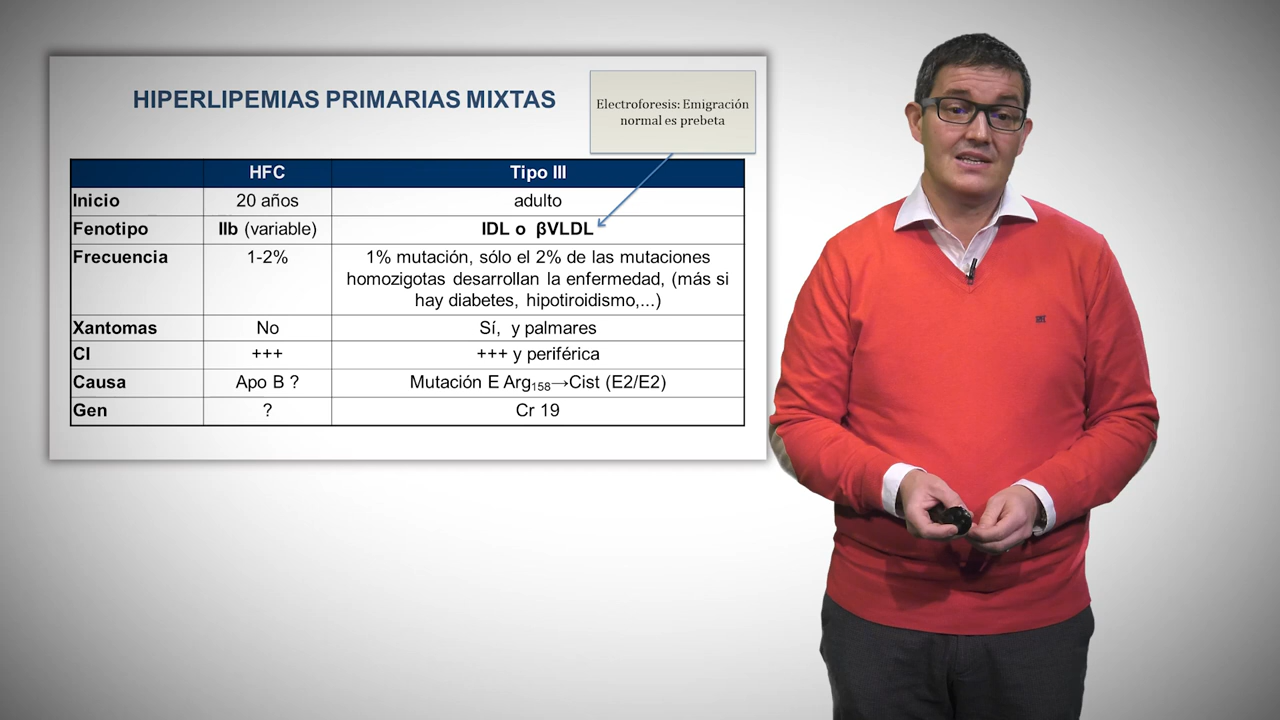 HIPERLIPEMIAS PRIMARIAS MIXTAS
Electroforesis: Emigración
normal es prebeta
HFC Tipo III
Inicio 20 años adulto
Fenotipo IIb (variable) IDL o βVLDL
Frecuencia 1-2% 1% mutación, sólo el 2% de las mutaciones
homozigotas desarrollan la enfermedad, (más si
hay diabetes, hipotiroidismo,...)
Xantomas No Sí, y palmares
CI +++ +++ y periférica
Causa Apo B ? Mutación E Arg₁₅₈→Cist (E2/E2)
Gen ? Cr 19